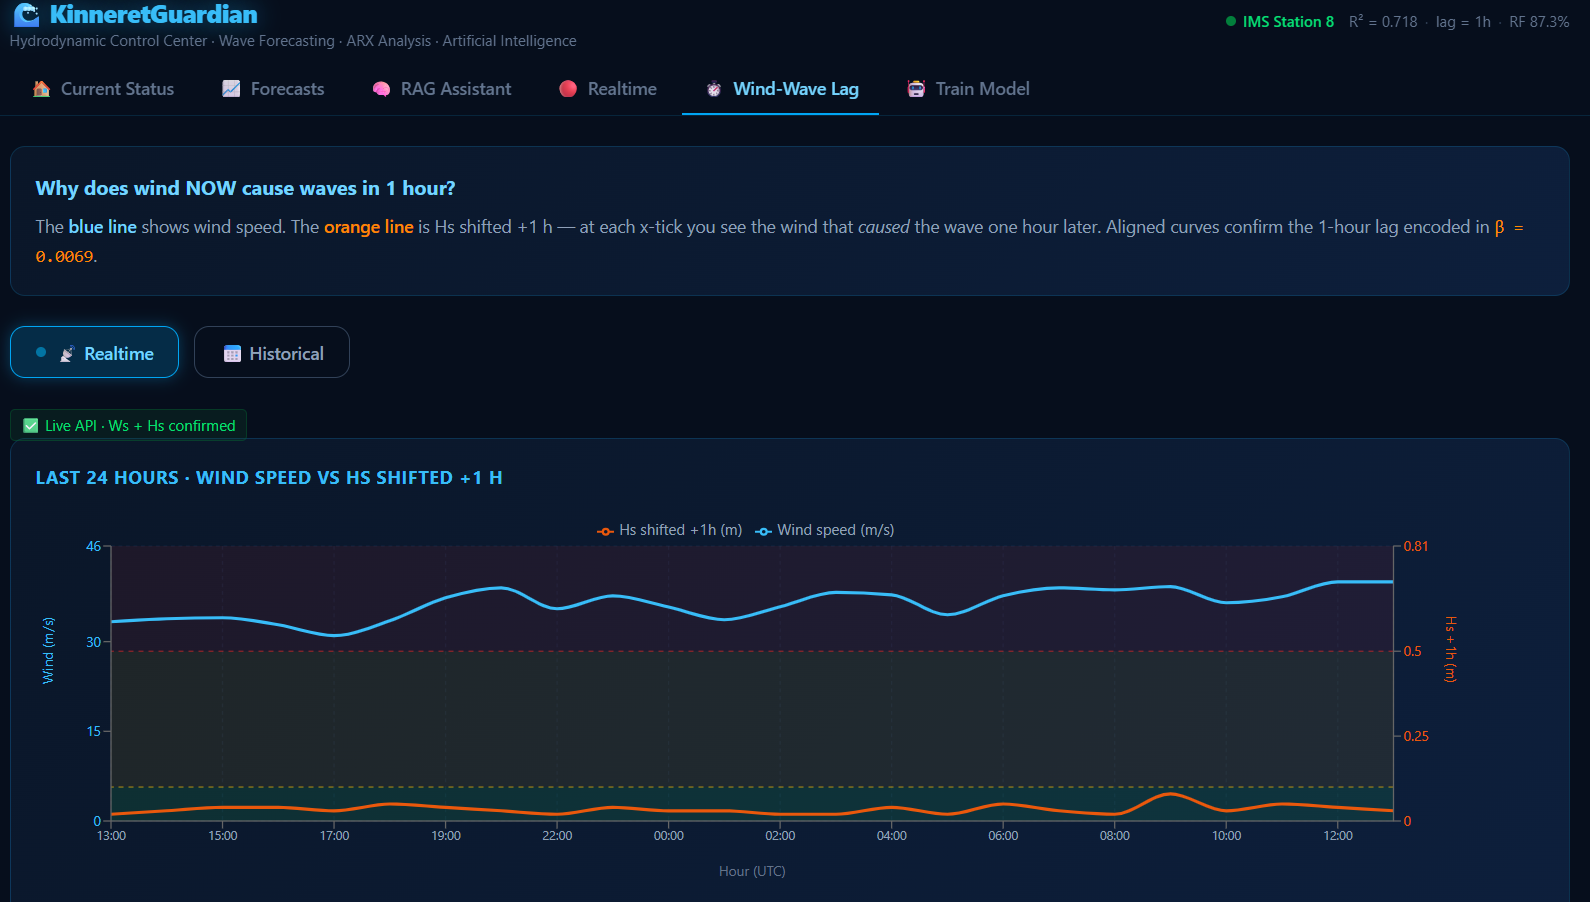 KinneretGuardian
Hydrodynamic Control Center · Wave Forecasting · ARX Analysis · Artificial Intelligence
IMS Station 8 R² = 0.718 · lag = 1h · RF 87.3%
Current Status Forecasts RAG Assistant Realtime Wind-Wave Lag Train Model
Why does wind NOW cause waves in 1 hour?
The blue line shows wind speed. The orange line is Hs shifted +1 h — at each x-tick you see the wind that caused the wave one hour later. Aligned curves confirm the 1-hour lag encoded in β =
0.0069.
Realtime Historical
Live API · Ws + Hs confirmed
LAST 24 HOURS · WIND SPEED VS HS SHIFTED +1 H
Hs shifted +1h (m) Wind speed (m/s)
46
30
15
0
Wind (m/s)
0.81
0.5
0.25
0
Hs +1h (m)
13:00 15:00 17:00 19:00 22:00 00:00 02:00 04:00 06:00 08:00 10:00 12:00
Hour (UTC)